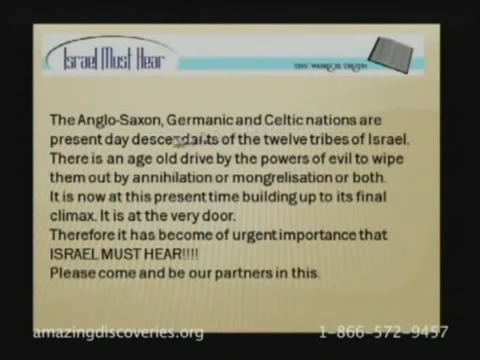 Israel Must Hear
THY WORD IS TRUTH
The Anglo-Saxon, Germanic and Celtic nations are
present day descendants of the twelve tribes of Israel.
There is an age old drive by the powers of evil to wipe
them out by annihilation or mongrelisation or both.
It is now at this present time building up to its final
climax. It is at the very door.
Therefore it has become of urgent importance that
ISRAEL MUST HEAR!!!!
Please come and be our partners in this.
amazingdiscoveries.org 1-866-572-9457